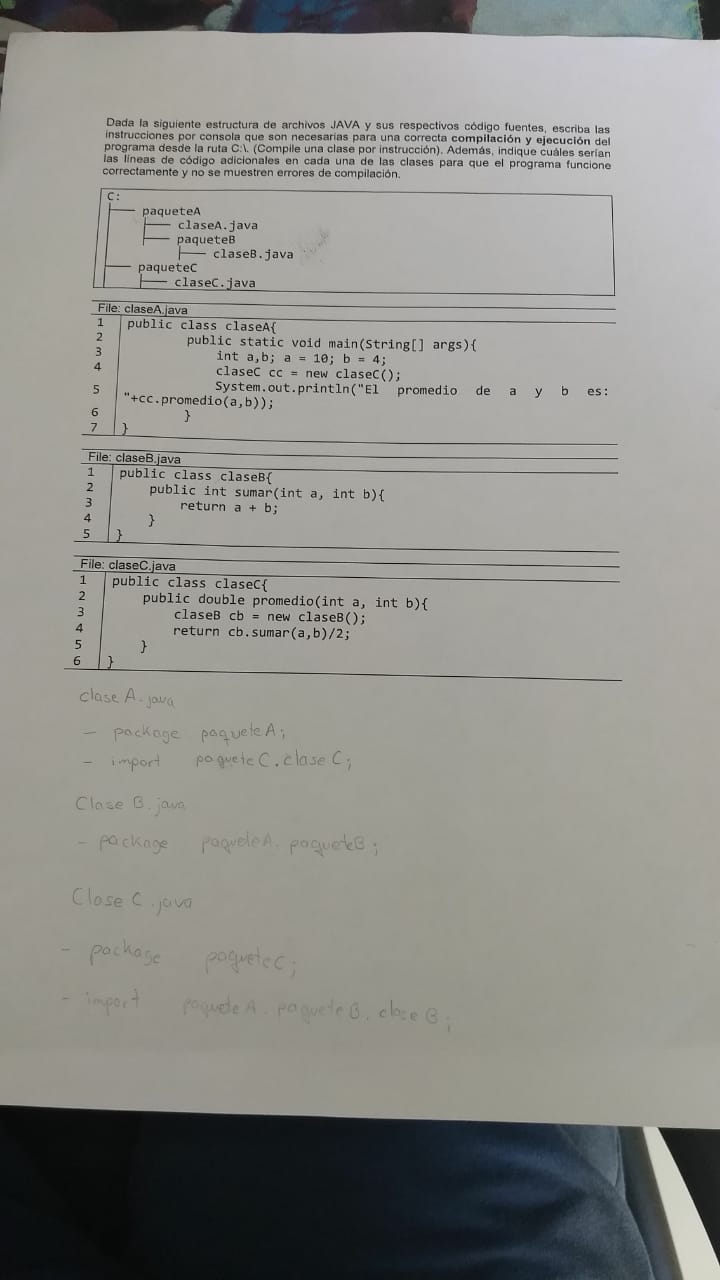 Dada la siguiente estructura de archivos JAVA y sus respectivos código fuentes, escriba las
instrucciones por consola que son necesarias para una correcta compilación y ejecución del
programa desde la ruta C:\. (Compile una clase por instrucción). Además, indique cuáles serían
las líneas de código adicionales en cada una de las clases para que el programa funcione
correctamente y no se muestren errores de compilación.
C:
paqueteA
claseA.java
paqueteB
claseB.java
paqueteC
claseC.java
File: claseA.java
1 public class claseA{
2 public static void main(String[] args){
3 int a,b; a = 10; b = 4;
4 claseC cc = new claseC();
5 System.out.println("El promedio de a y b es:
"+cc.promedio(a,b));
6 }
7 }
File: claseB.java
1 public class claseB{
2 public int sumar(int a, int b){
3 return a + b;
4 }
5 }
File: claseC.java
1 public class claseC{
2 public double promedio(int a, int b){
3 claseB cb = new claseB();
4 return cb.sumar(a,b)/2;
5 }
6 }
clase A.java
- package paqueteA;
- import paqueteC.claseC;
Clase B.java
- package paqueteA.paqueteB;
Clase C.java
- package paqueteC;
- import paqueteA.paqueteB.claseB;